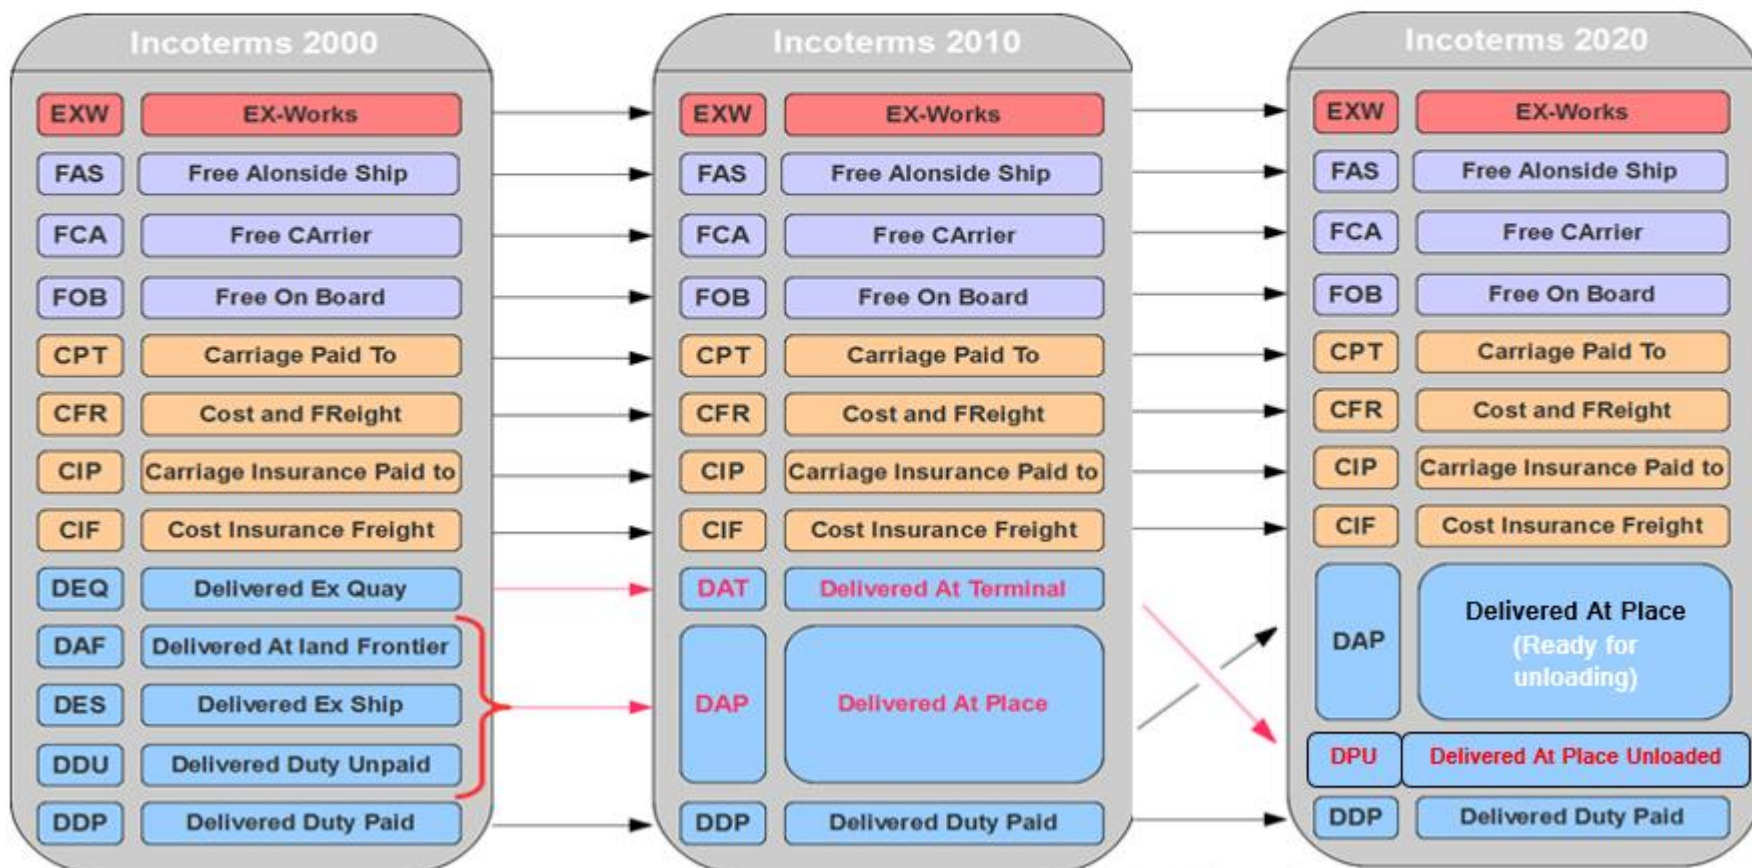 Incoterms 2000
EXW EX-Works
FAS Free Alonside Ship
FCA Free CArrier
FOB Free On Board
CPT Carriage Paid To
CFR Cost and FReight
CIP Carriage Insurance Paid to
CIF Cost Insurance Freight
DEQ Delivered Ex Quay
DAF Delivered At land Frontier
DES Delivered Ex Ship
DDU Delivered Duty Unpaid
DDP Delivered Duty Paid
Incoterms 2010
EXW EX-Works
FAS Free Alonside Ship
FCA Free CArrier
FOB Free On Board
CPT Carriage Paid To
CFR Cost and FReight
CIP Carriage Insurance Paid to
CIF Cost Insurance Freight
DAT Delivered At Terminal
DAP Delivered At Place
DDP Delivered Duty Paid
Incoterms 2020
EXW EX-Works
FAS Free Alonside Ship
FCA Free CArrier
FOB Free On Board
CPT Carriage Paid To
CFR Cost and FReight
CIP Carriage Insurance Paid to
CIF Cost Insurance Freight
DAP Delivered At Place
(Ready for
unloading)
DPU Delivered At Place Unloaded
DDP Delivered Duty Paid